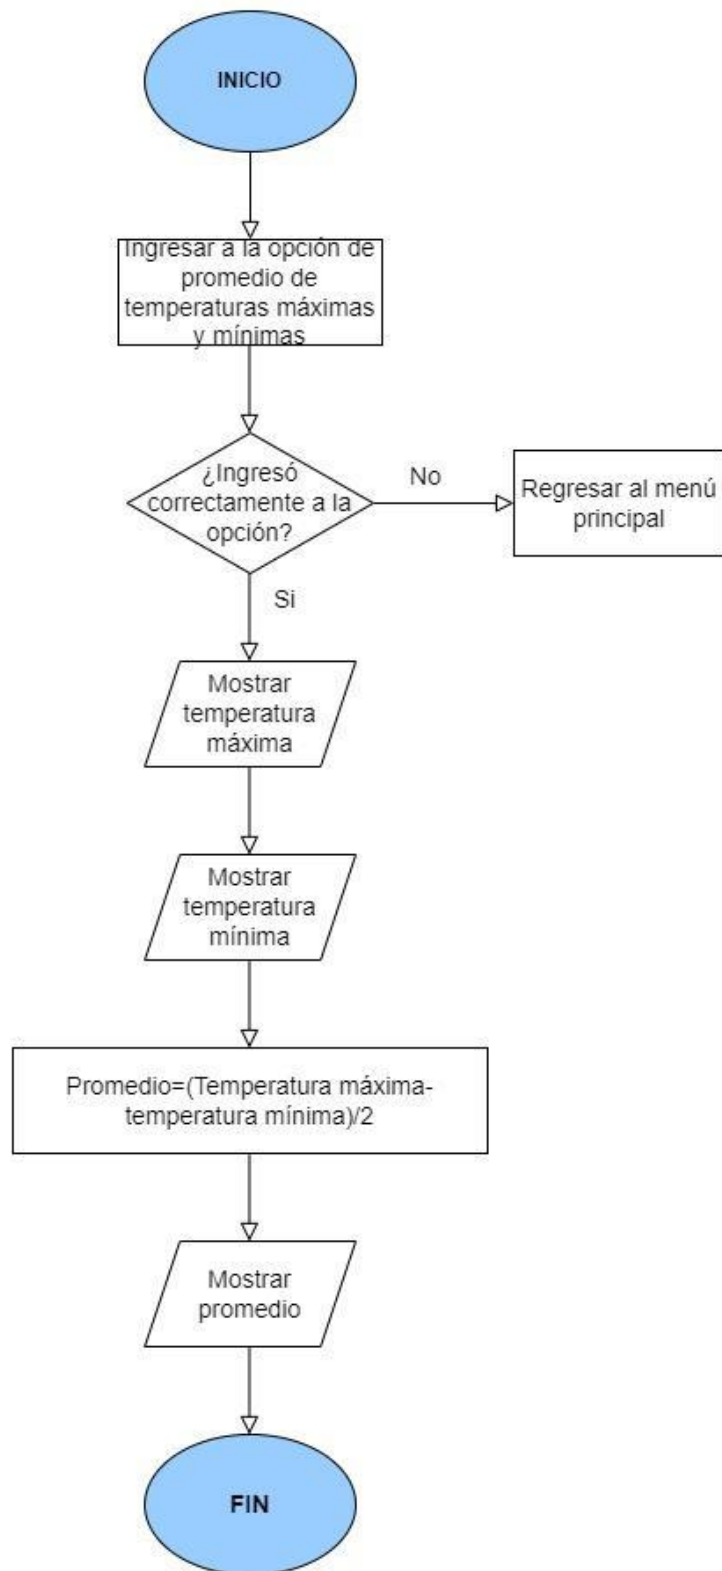 INICIO
Ingresar a la opción de
promedio de
temperaturas máximas
y mínimas
¿Ingresó
correctamente a la
opción?
No
Regresar al menú
principal
Si
Mostrar
temperatura
máxima
Mostrar
temperatura
mínima
Promedio=(Temperatura máxima-
temperatura mínima)/2
Mostrar
promedio
FIN